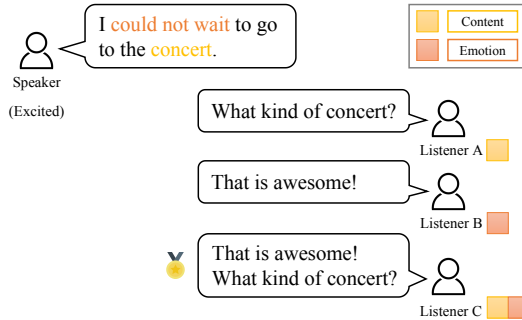 I could not wait to go
to the concert.
Content
Emotion
Speaker
(Excited)
What kind of concert?
Listener A
That is awesome!
Listener B
That is awesome!
What kind of concert?
Listener C